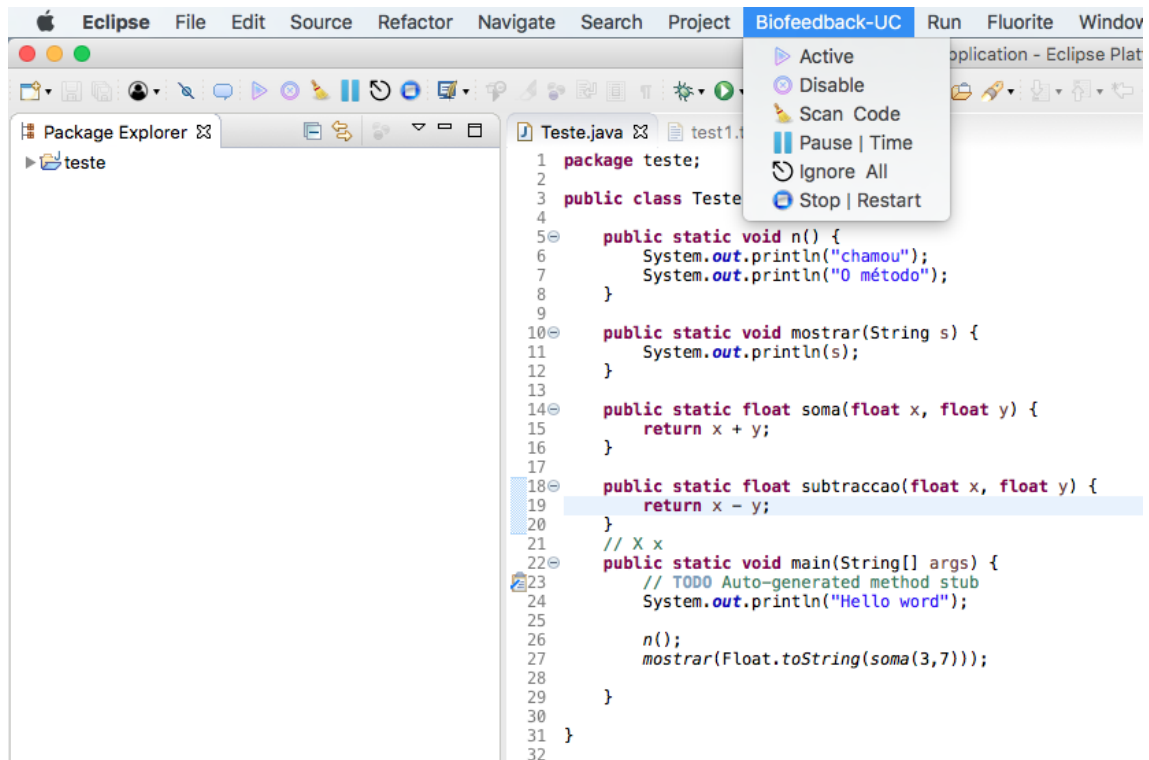 Eclipse File Edit Source Refactor Navigate Search Project Biofeedback-UC Run Fluorite Window
Active
Disable
Scan Code
Pause | Time
Ignore All
Stop | Restart
pplication - Eclipse Plat
Package Explorer
teste
Teste.java test1.t
1 package teste;
2
3 public class Teste
4
5 public static void n() {
6 System.out.println("chamou");
7 System.out.println("O método");
8 }
9
10 public static void mostrar(String s) {
11 System.out.println(s);
12 }
13
14 public static float soma(float x, float y) {
15 return x + y;
16 }
17
18 public static float subtraccao(float x, float y) {
19 return x - y;
20 }
21 // X x
22 public static void main(String[] args) {
23 // TODO Auto-generated method stub
24 System.out.println("Hello word");
25
26 n();
27 mostrar(Float.toString(soma(3,7)));
28
29 }
30
31 }
32